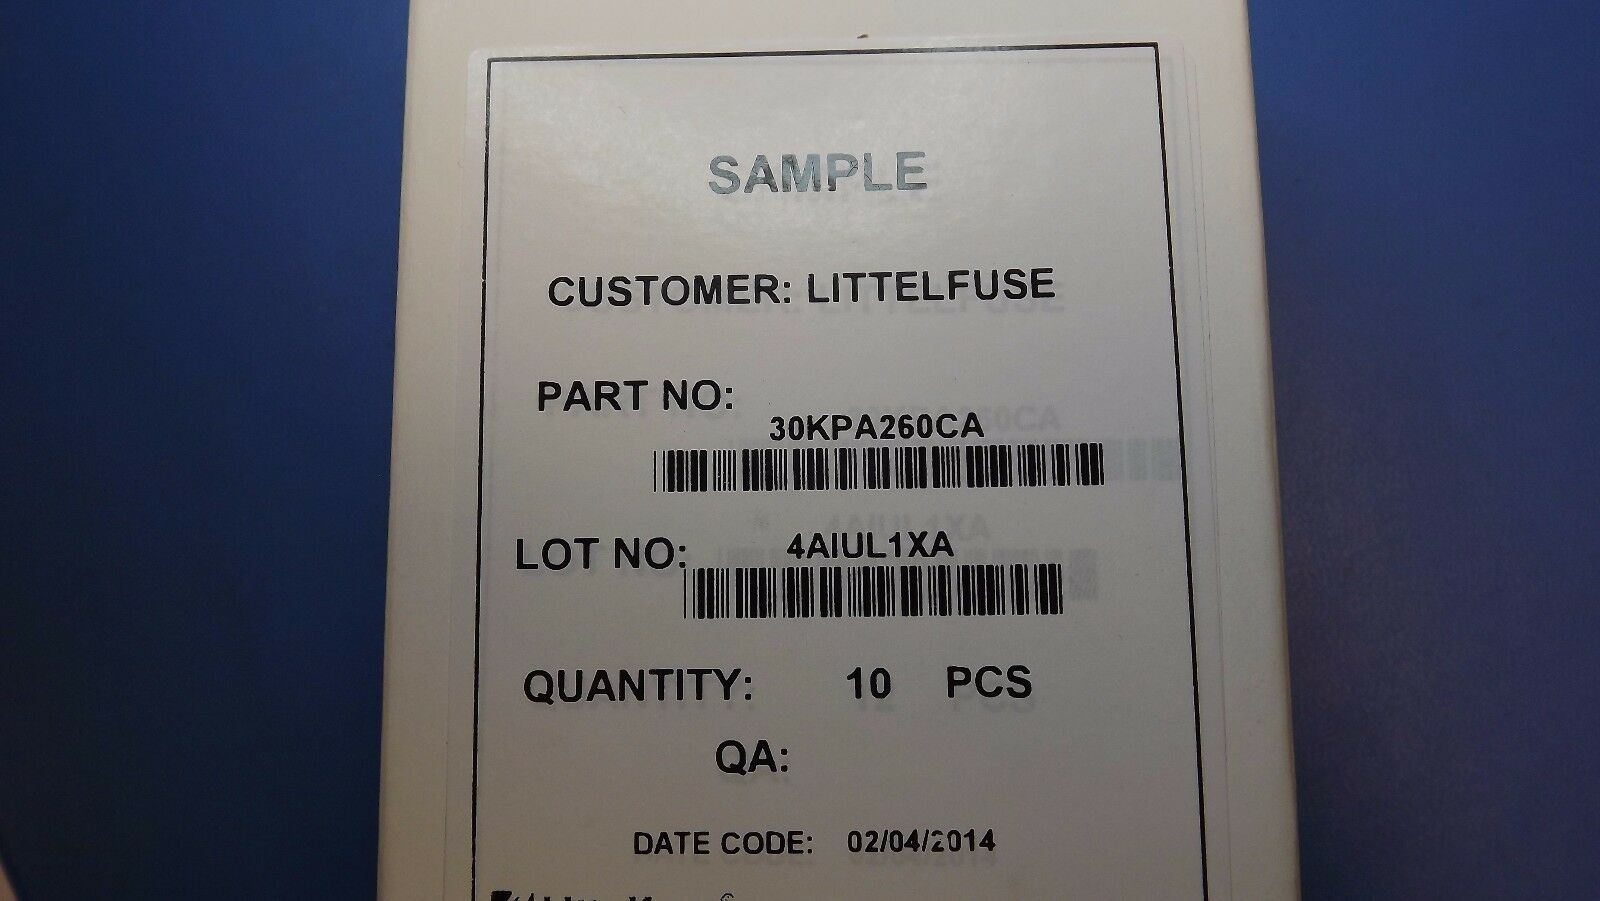 SAMPLE
CUSTOMER: LITTELFUSE
PART NO:
30KPA260CA
LOT NO: 4AIUL1XA
QUANTITY: 10 PCS
QA:
DATE CODE: 02/04/2014